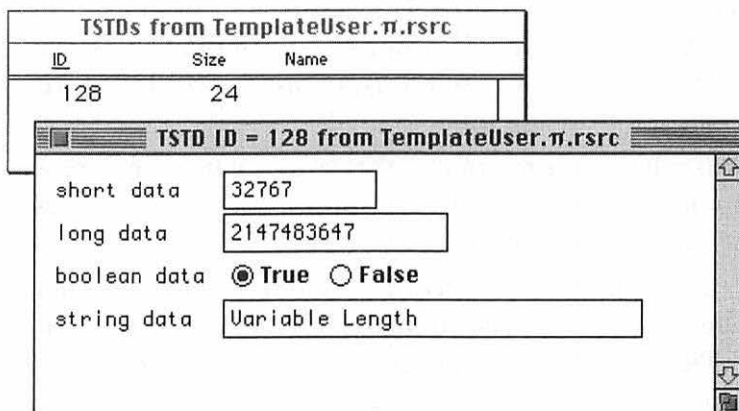 TSTDs from TemplateUser.π.rsrc
ID Size Name
128 24
TSTD ID = 128 from TemplateUser.π.rsrc
short data 32767
long data 2147483647
boolean data True False
string data Variable Length